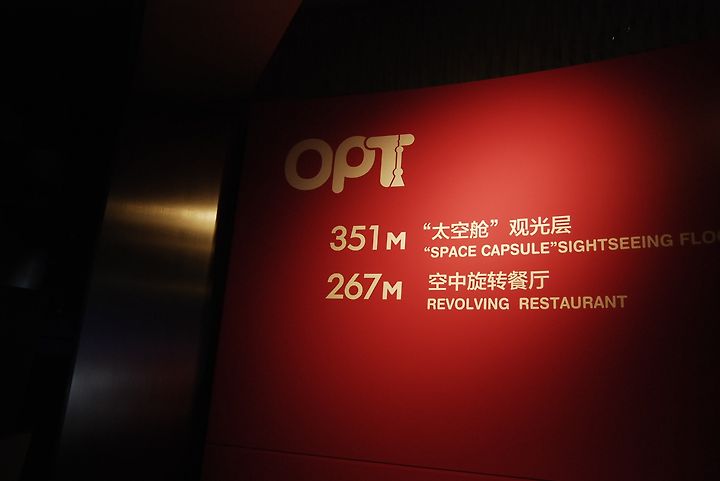 OPT
351M “太空舱”观光层
“SPACE CAPSULE”SIGHTSEEING
267M 空中旋转餐厅
REVOLVING RESTAURANT